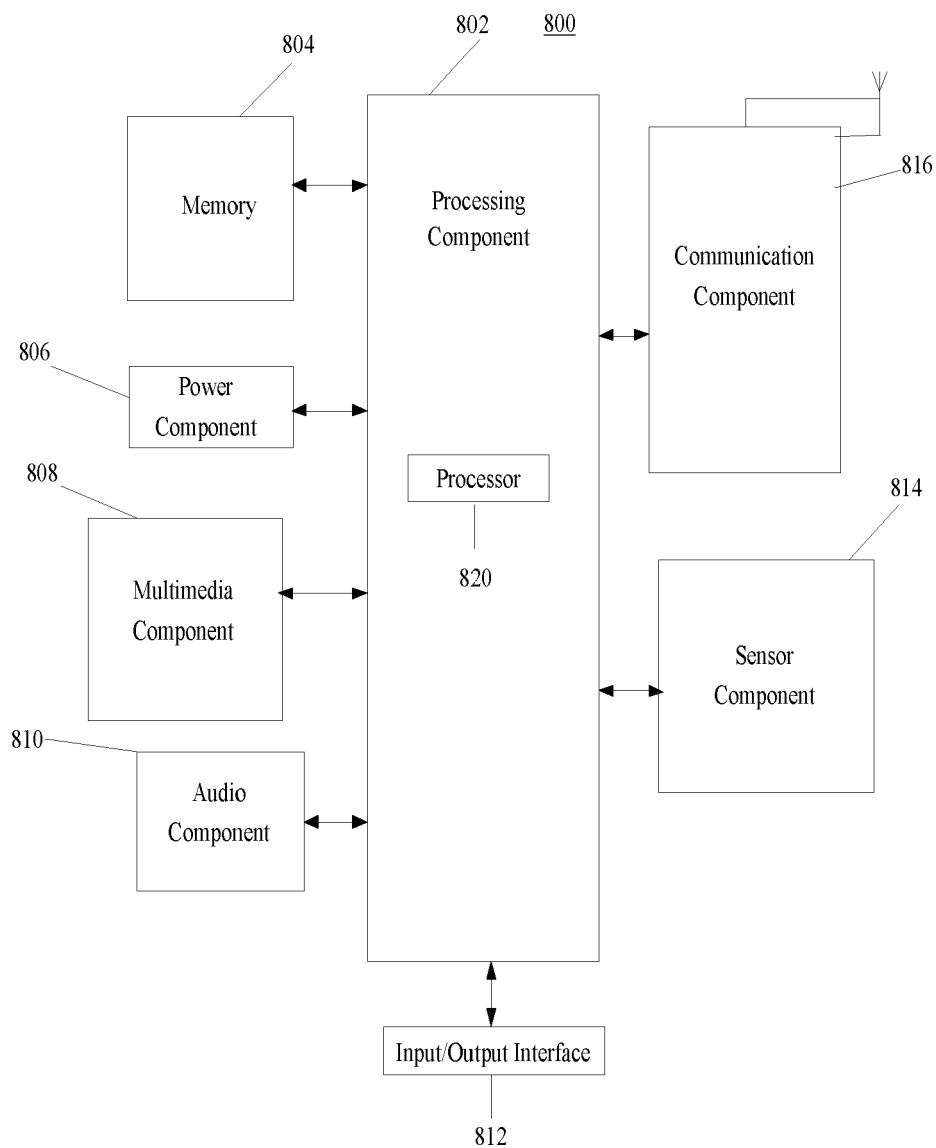 802
800
804
816
Memory
Processing
Component
Communication
Component
806
Power
Component
808
Processor
814
820
Multimedia
Component
Sensor
Component
810
Audio
Component
Input/Output Interface
812